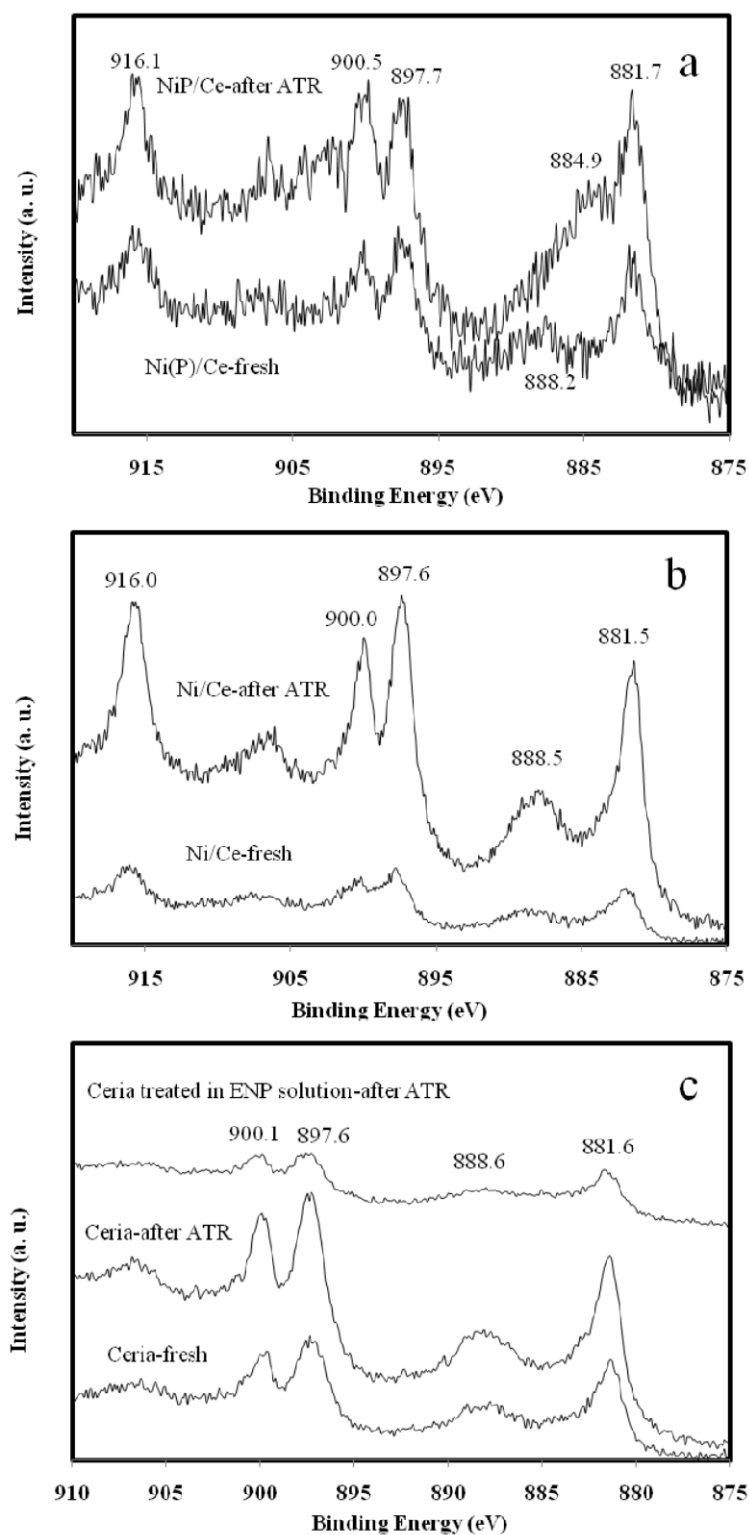 916.1
900.5
897.7
881.7
a
NiP/Ce-after ATR
884.9
Intensity (a. u.)
Ni(P)/Ce-fresh
888.2
915
905
895
885
875
Binding Energy (eV)
916.0
897.6
b
900.0
881.5
Ni/Ce-after ATR
888.5
Intensity (a. u.)
Ni/Ce-fresh
915
905
895
885
875
Binding Energy (eV)
Ceria treated in ENP solution-after ATR
c
900.1
897.6
888.6
881.6
Ceria-after ATR
Intensity (a. u.)
Ceria-fresh
910
905
900
895
890
885
880
875
Binding Energy (eV)